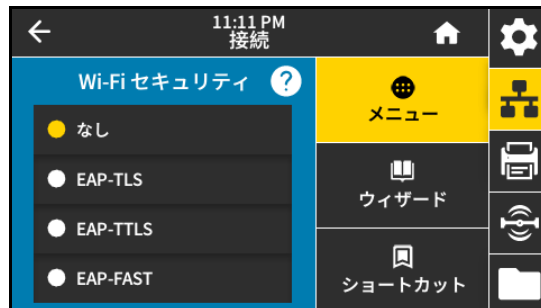 11:11 PM
接続
Wi-Fi セキュリティ ?
なし
EAP-TLS
EAP-TTLS
EAP-FAST
メニュー
ウィザード
ショートカット